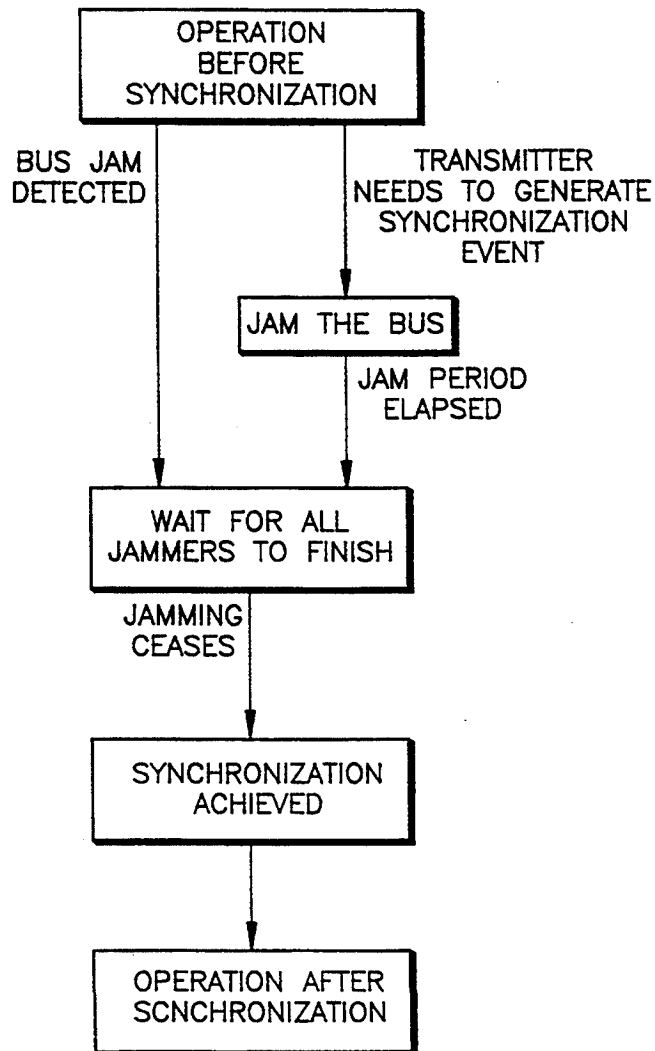 OPERATION
BEFORE
SYNCHRONIZATION
BUS JAM
DETECTED
TRANSMITTER
NEEDS TO GENERATE
SYNCHRONIZATION
EVENT
JAM THE BUS
JAM PERIOD
ELAPSED
WAIT FOR ALL
JAMMERS TO FINISH
JAMMING
CEASES
SYNCHRONIZATION
ACHIEVED
OPERATION AFTER
SCNCHRONIZATION